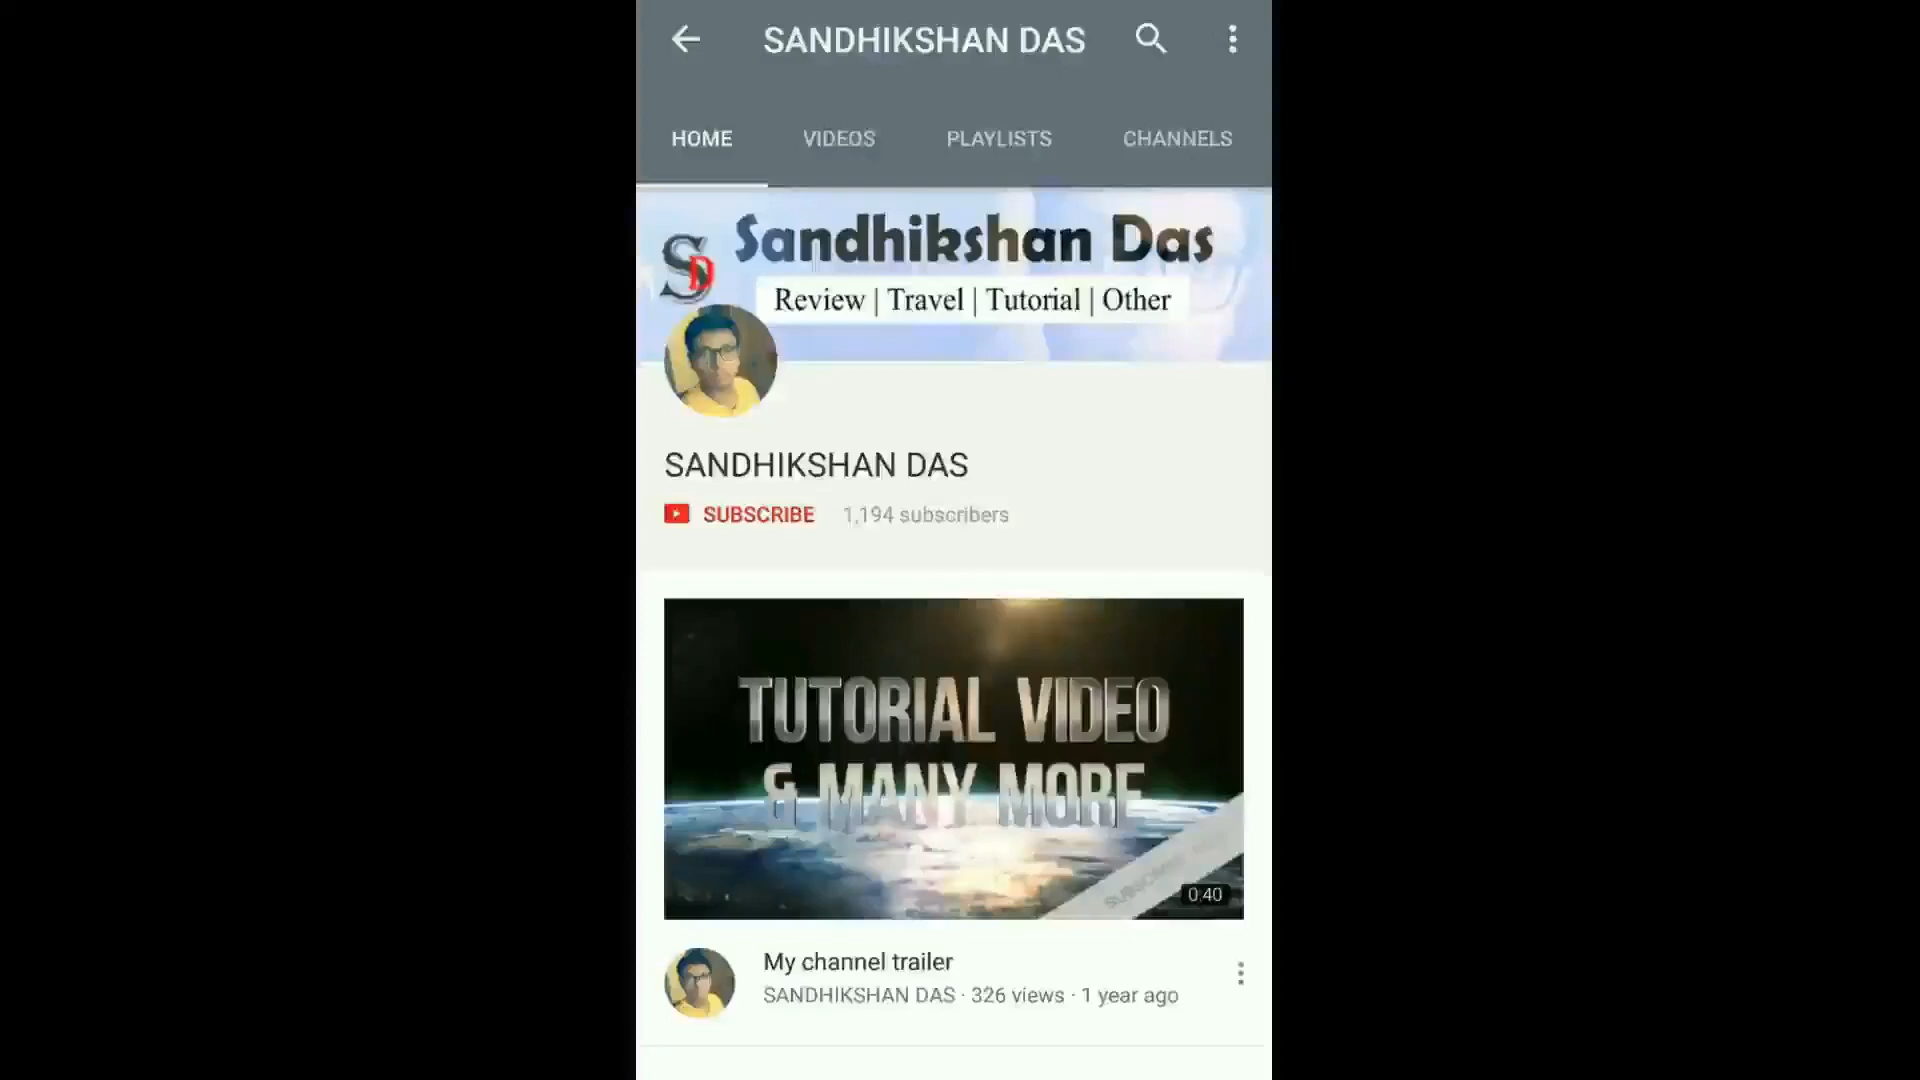 SANDHIKSHAN DAS
HOME VIDEOS PLAYLISTS CHANNELS
SD
Sandhikshan Das
Review | Travel | Tutorial | Other
SANDHIKSHAN DAS
SUBSCRIBE 1,194 subscribers
TUTORIAL VIDEO
& MANY MORE
0:40
My channel trailer
SANDHIKSHAN DAS · 326 views · 1 year ago